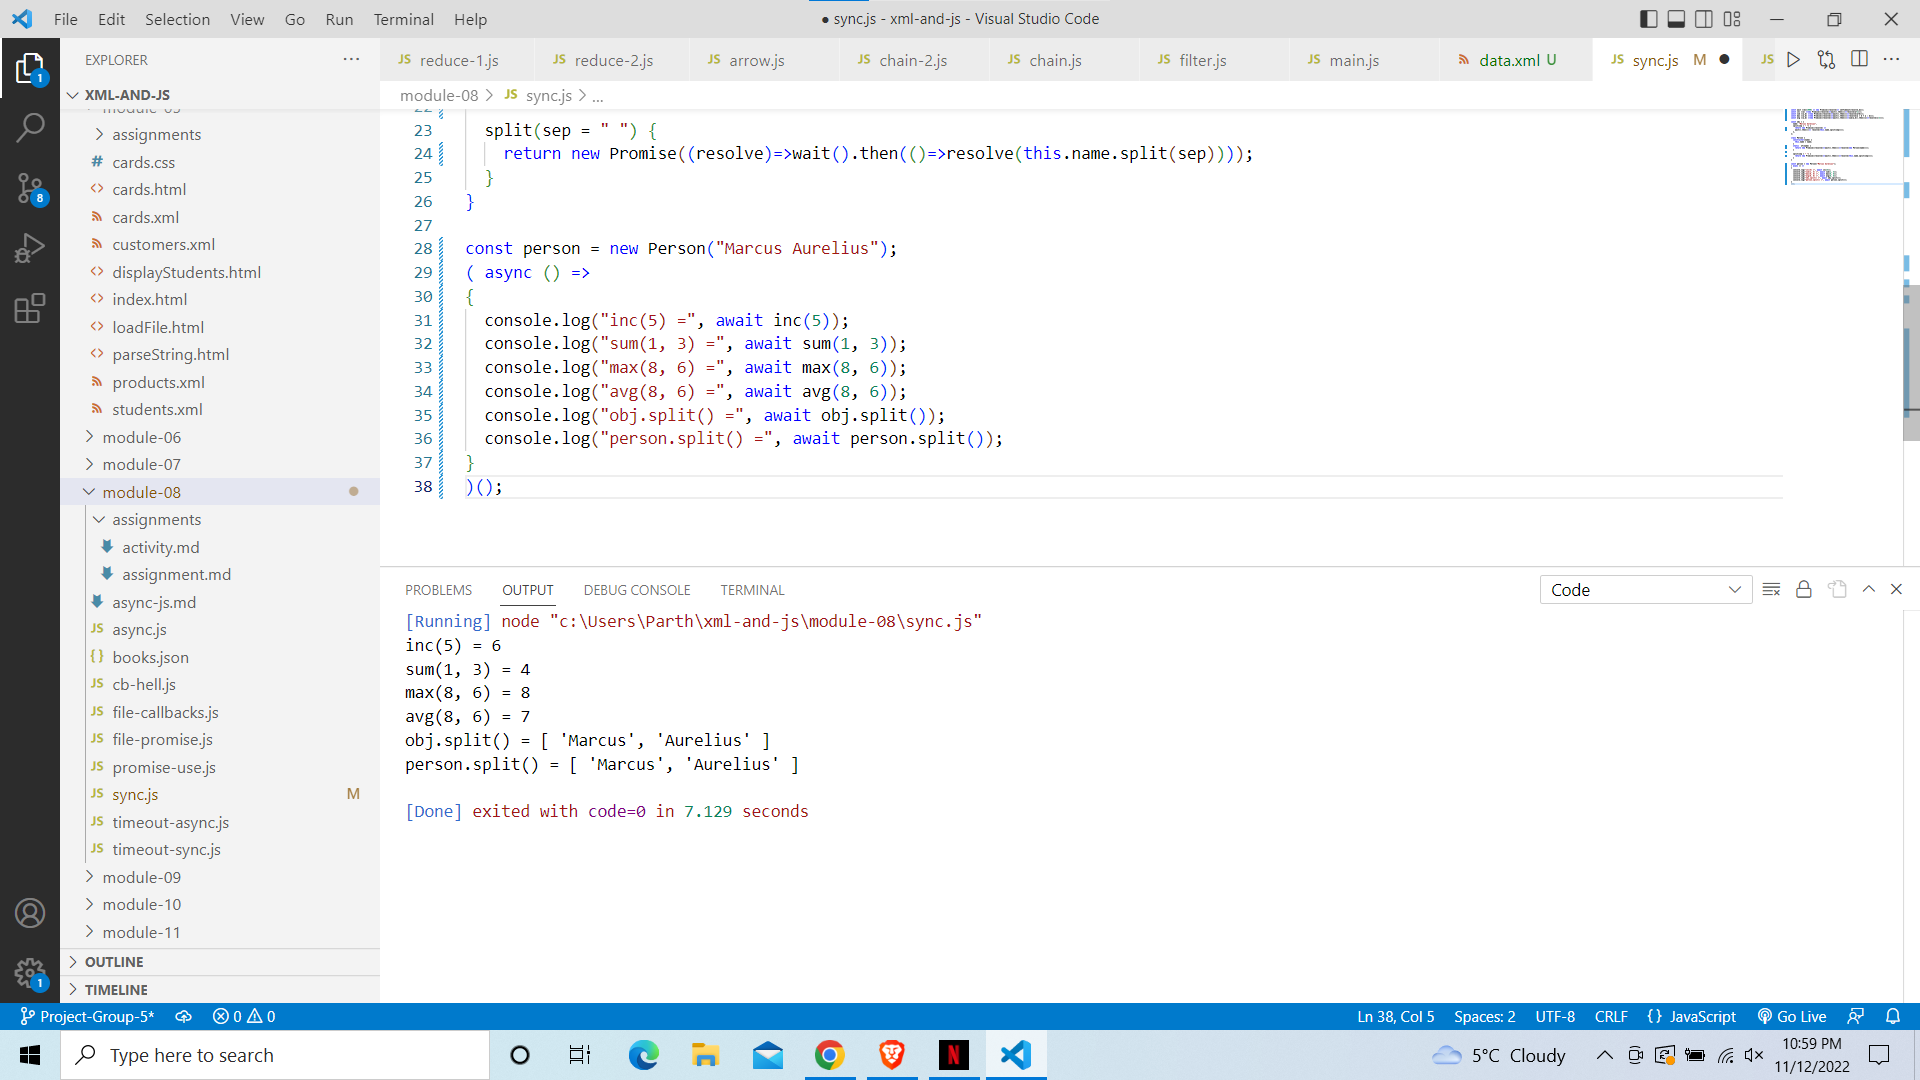 File Edit Selection View Go Run Terminal Help
● sync.js - xml-and-js - Visual Studio Code
EXPLORER
XML-AND-JS
assignments
# cards.css
<> cards.html
cards.xml
customers.xml
<> displayStudents.html
<> index.html
<> loadFile.html
<> parseString.html
products.xml
students.xml
module-06
module-07
module-08
assignments
activity.md
assignment.md
async-js.md
JS async.js
{} books.json
JS cb-hell.js
JS file-callbacks.js
JS file-promise.js
JS promise-use.js
JS sync.js M
JS timeout-async.js
JS timeout-sync.js
module-09
module-10
module-11
OUTLINE
TIMELINE
1
8
1
JS reduce-1.js JS reduce-2.js JS arrow.js JS chain-2.js JS chain.js JS filter.js JS main.js data.xml U JS sync.js M ● JS
module-08 > JS sync.js > ...
23 split(sep = " ") {
24 return new Promise((resolve)=>wait().then(()=>resolve(this.name.split(sep))));
25 }
26 }
27
28 const person = new Person("Marcus Aurelius");
29 ( async () =>
30 {
31 console.log("inc(5) =", await inc(5));
32 console.log("sum(1, 3) =", await sum(1, 3));
33 console.log("max(8, 6) =", await max(8, 6));
34 console.log("avg(8, 6) =", await avg(8, 6));
35 console.log("obj.split() =", await obj.split());
36 console.log("person.split() =", await person.split());
37 }
38 )();
PROBLEMS OUTPUT DEBUG CONSOLE TERMINAL
Code
[Running] node "c:\Users\Parth\xml-and-js\module-08\sync.js"
inc(5) = 6
sum(1, 3) = 4
max(8, 6) = 8
avg(8, 6) = 7
obj.split() = [ 'Marcus', 'Aurelius' ]
person.split() = [ 'Marcus', 'Aurelius' ]
[Done] exited with code=0 in 7.129 seconds
Project-Group-5* 0 0
Ln 38, Col 5 Spaces: 2 UTF-8 CRLF {} JavaScript Go Live
Type here to search
N
5°C Cloudy
10:59 PM
11/12/2022